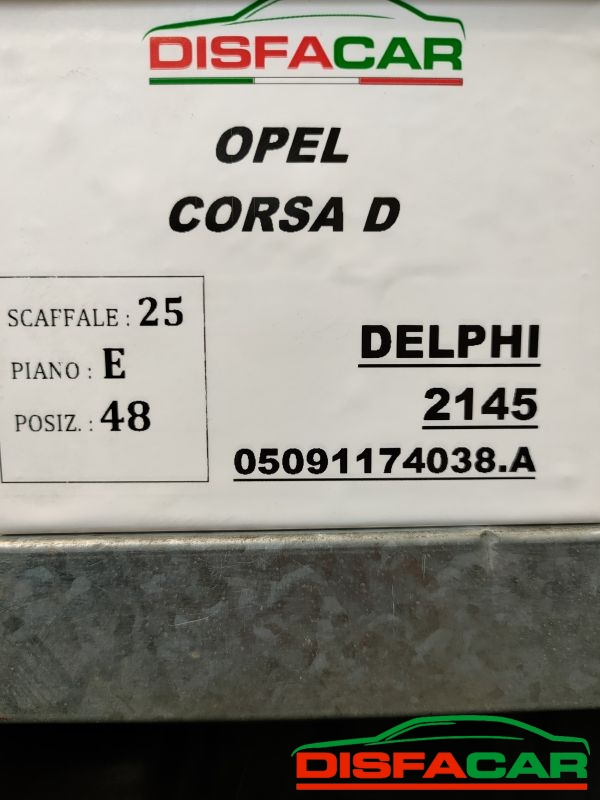 DISFACAR
OPEL
CORSA D
SCAFFALE : 25
PIANO : E
POSIZ. : 48
DELPHI
2145
05091174038.A
DISFACAR